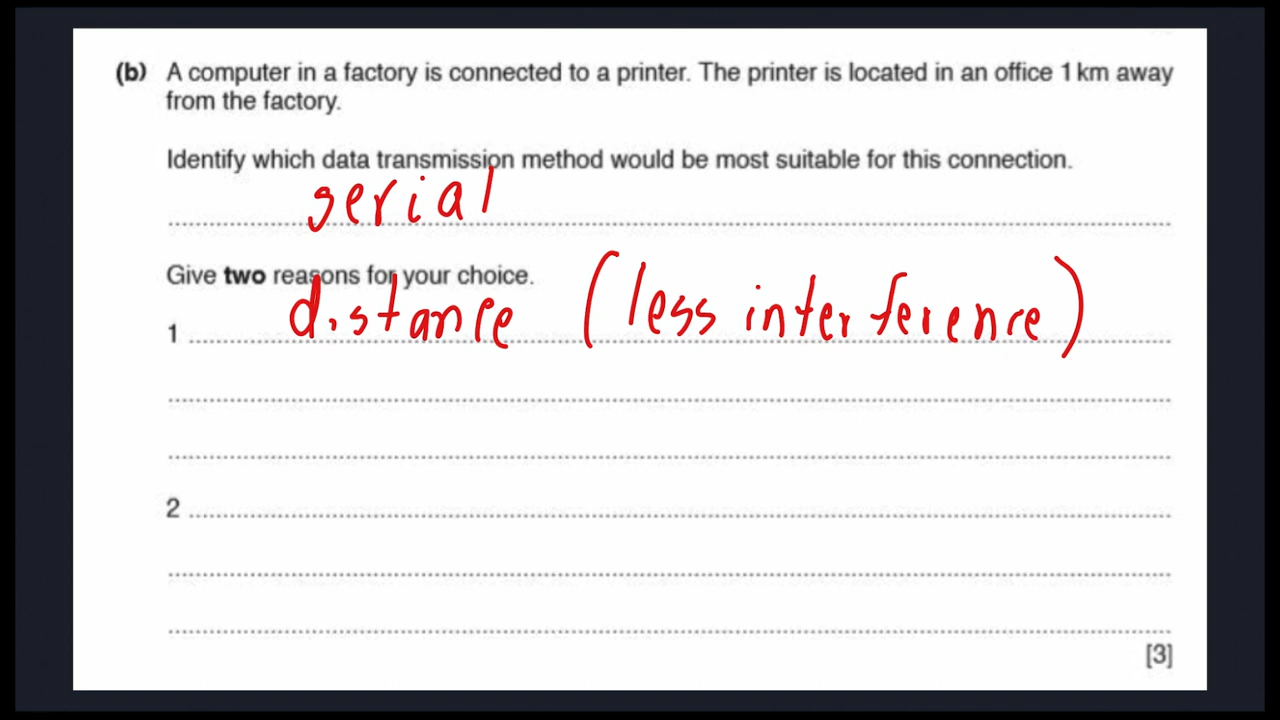 (b) A computer in a factory is connected to a printer. The printer is located in an office 1 km away
from the factory.
Identify which data transmission method would be most suitable for this connection.
serial
Give two reasons for your choice.
1 distance (less interference)
2
[3]